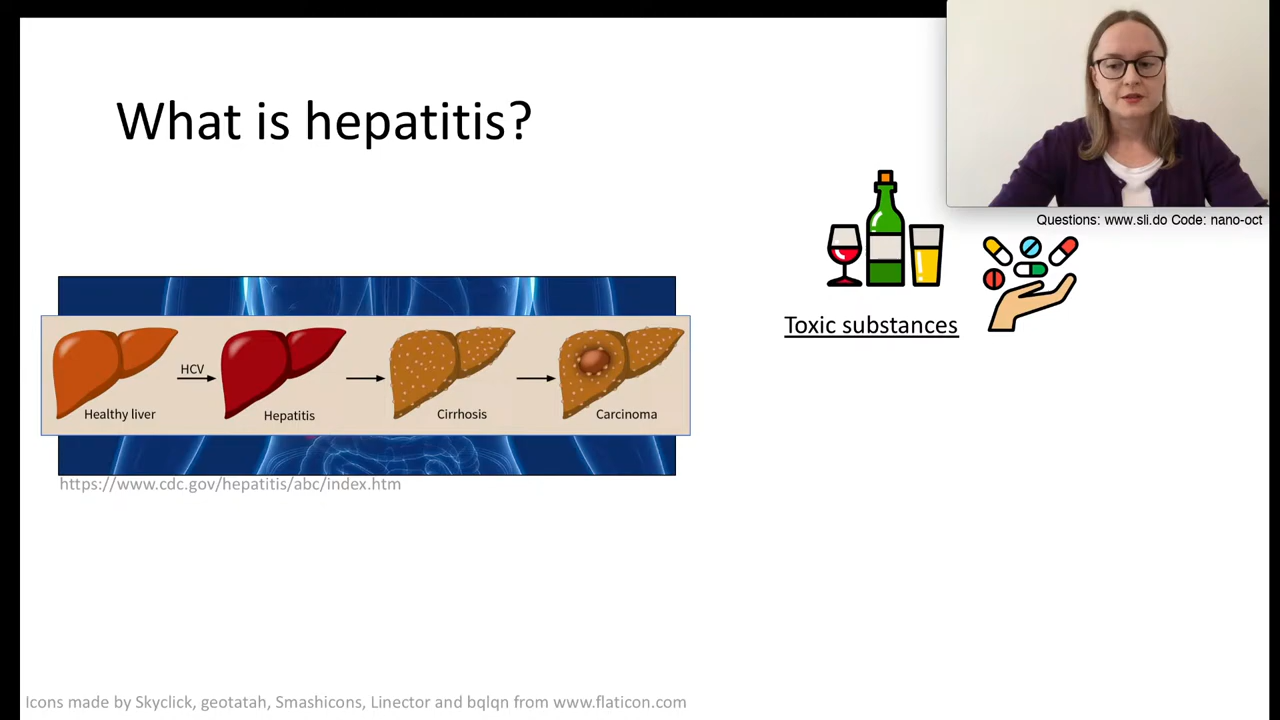 What is hepatitis?
Questions: www.sli.do Code: nano-oct
Toxic substances
HCV
Healthy liver
Hepatitis
Cirrhosis
Carcinoma
https://www.cdc.gov/hepatitis/abc/index.htm
Icons made by Skyclick, geotatah, Smashicons, Linector and bqlqn from www.flaticon.com